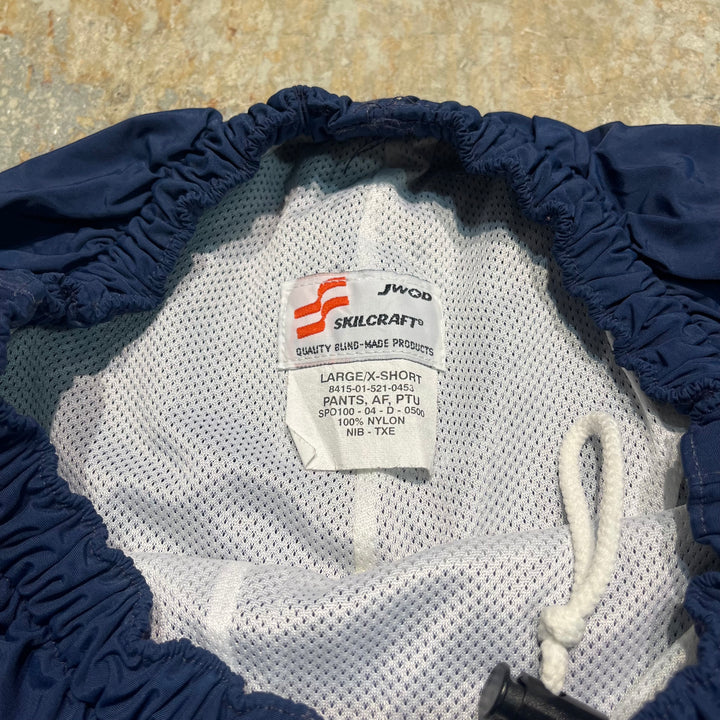 JWOD
SKILCRAFT®
QUALITY BLIND-MADE PRODUCTS
LARGE/X-SHORT
8415-01-521-0453
PANTS, AF, PTU
SPO100 - 04 - D - 0500
100% NYLON
NIB - TXE